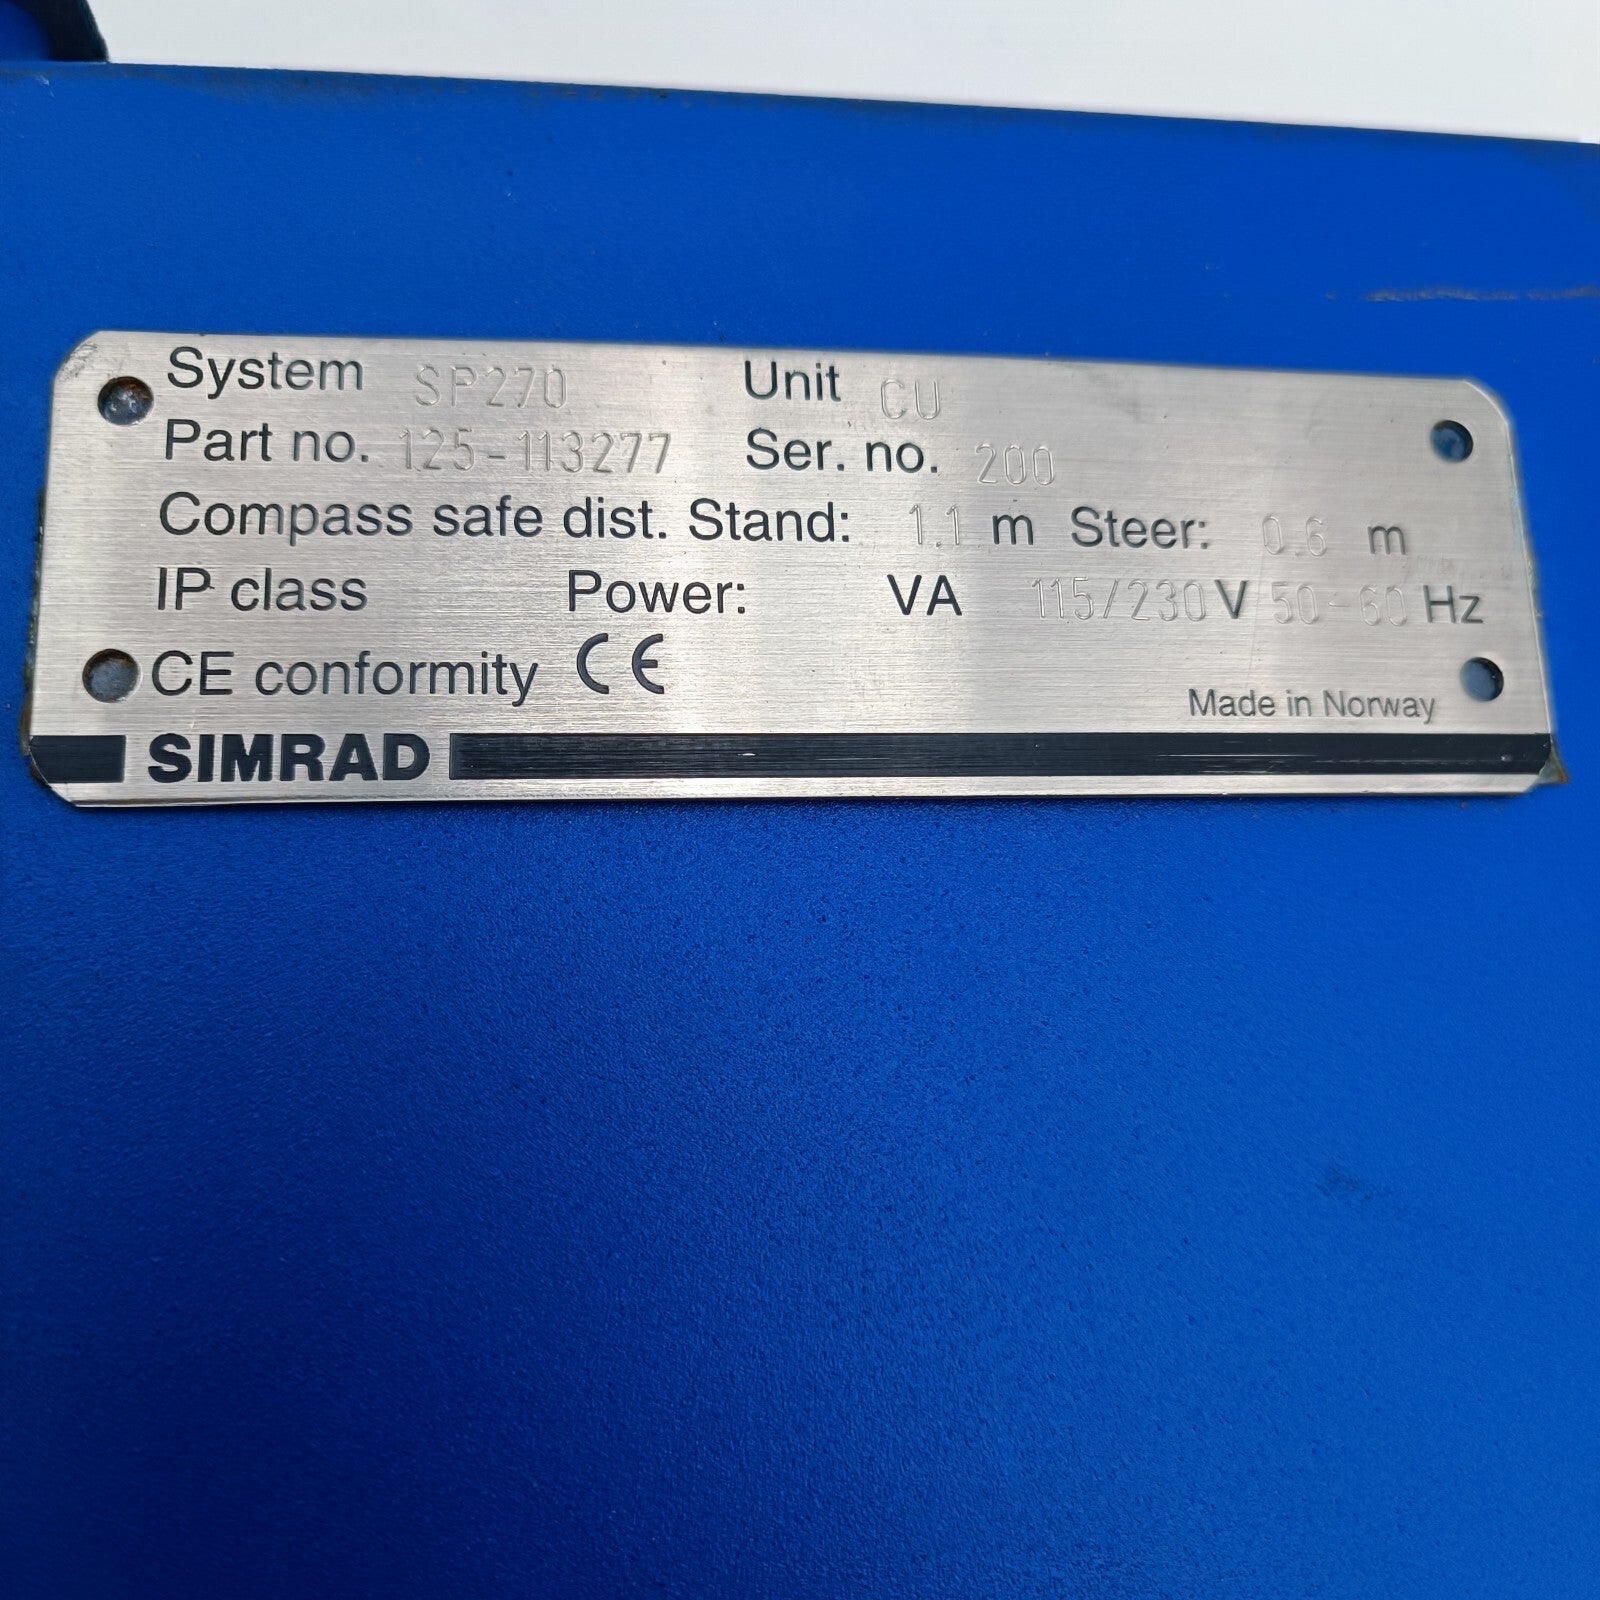 System SP270 Unit CU
Part no. 125-113277 Ser. no. 200
Compass safe dist. Stand: 1.1 m Steer: 0.6 m
IP class Power: VA 115/230 V 50-60 Hz
CE conformity CE
Made in Norway
SIMRAD